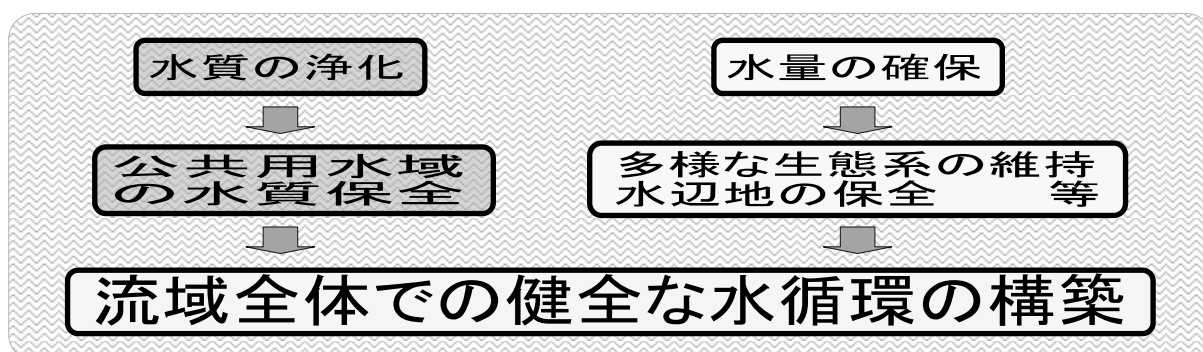 水質の浄化
水量の確保
公共用水域
の水質保全
多様な生態系の維持
水辺地の保全　　等
流域全体での健全な水循環の構築